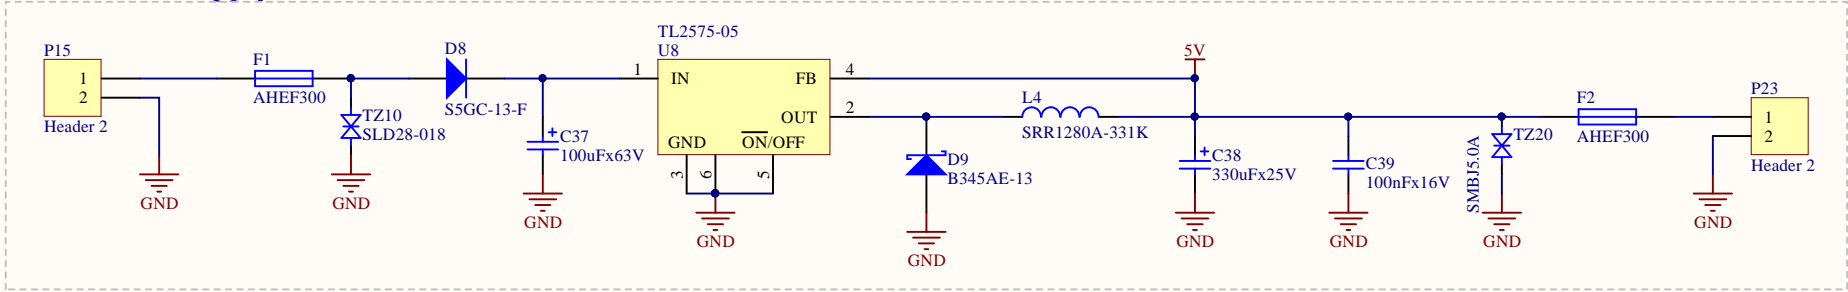 P15
1
2
Header 2
GND
F1
AHEF300
TZ10
SLD28-018
GND
D8
S5GC-13-F
C37
100uFx63V
GND
TL2575-05
U8
1
IN
FB
4
OUT
2
GND
ON/OFF
3
6
5
GND
D9
B345AE-13
GND
L4
SRR1280A-331K
5V
C38
330uFx25V
GND
C39
100nFx16V
GND
TZ20
SMBJ5.0A
GND
F2
AHEF300
P23
1
2
Header 2
GND